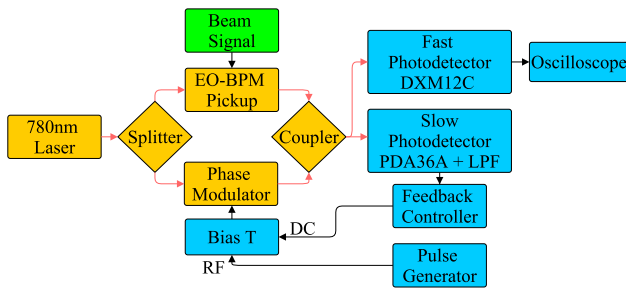 Beam
Signal
EO-BPM
Pickup
780nm
Laser
Splitter
Coupler
Phase
Modulator
Bias T
DC
RF
Fast
Photodetector
DXM12C
Oscilloscope
Slow
Photodetector
PDA36A + LPF
Feedback
Controller
Pulse
Generator